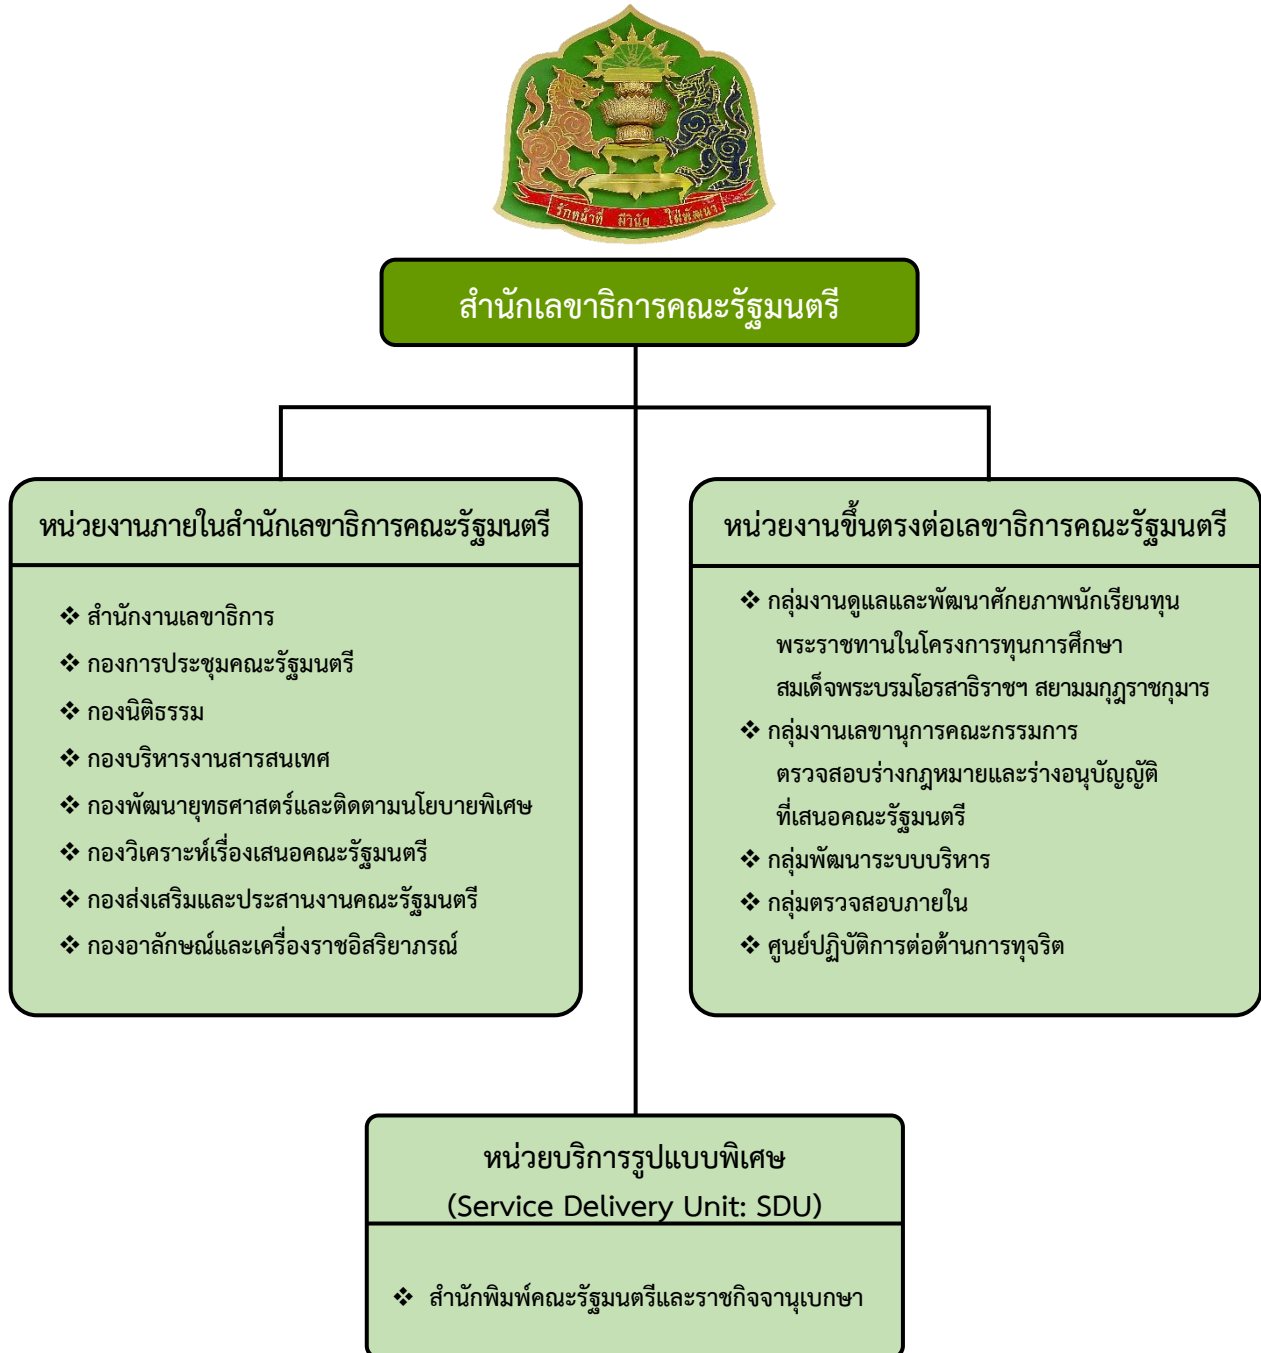 รักหน้าที่ มีวินัย ใฝ่พัฒนา
สำนักเลขาธิการคณะรัฐมนตรี
หน่วยงานภายในสำนักเลขาธิการคณะรัฐมนตรี
❖ สำนักงานเลขาธิการ
❖ กองการประชุมคณะรัฐมนตรี
❖ กองนิติธรรม
❖ กองบริหารงานสารสนเทศ
❖ กองพัฒนายุทธศาสตร์และติดตามนโยบายพิเศษ
❖ กองวิเคราะห์เรื่องเสนอคณะรัฐมนตรี
❖ กองส่งเสริมและประสานงานคณะรัฐมนตรี
❖ กองอาลักษณ์และเครื่องราชอิสริยาภรณ์
หน่วยงานขึ้นตรงต่อเลขาธิการคณะรัฐมนตรี
❖ กลุ่มงานดูแลและพัฒนาศักยภาพนักเรียนทุน
พระราชทานในโครงการทุนการศึกษา
สมเด็จพระบรมโอรสาธิราชฯ สยามมกุฎราชกุมาร
❖ กลุ่มงานเลขานุการคณะกรรมการ
ตรวจสอบร่างกฎหมายและร่างอนุบัญญัติ
ที่เสนอคณะรัฐมนตรี
❖ กลุ่มพัฒนาระบบบริหาร
❖ กลุ่มตรวจสอบภายใน
❖ ศูนย์ปฏิบัติการต่อต้านการทุจริต
หน่วยบริการรูปแบบพิเศษ
(Service Delivery Unit: SDU)
❖ สำนักพิมพ์คณะรัฐมนตรีและราชกิจจานุเบกษา